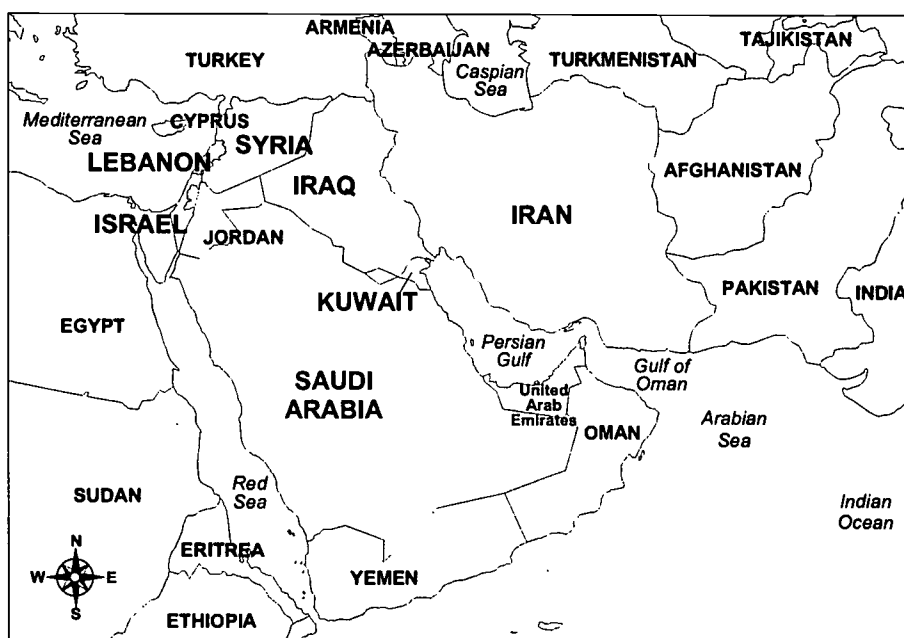 ARMENIA
TAJIKISTAN
TURKEY
AZERBAIJAN
TURKMENISTAN
Caspian
Sea
Mediterranean
Sea
CYPRUS
SYRIA
LEBANON
AFGHANISTAN
IRAQ
IRAN
ISRAEL
JORDAN
KUWAIT
PAKISTAN
INDIA
EGYPT
Persian
Gulf
Gulf of
Oman
SAUDI
ARABIA
United
Arab
Emirates
OMAN
Arabian
Sea
SUDAN
Red
Sea
Indian
Ocean
N
W E
S
ERITREA
YEMEN
ETHIOPIA